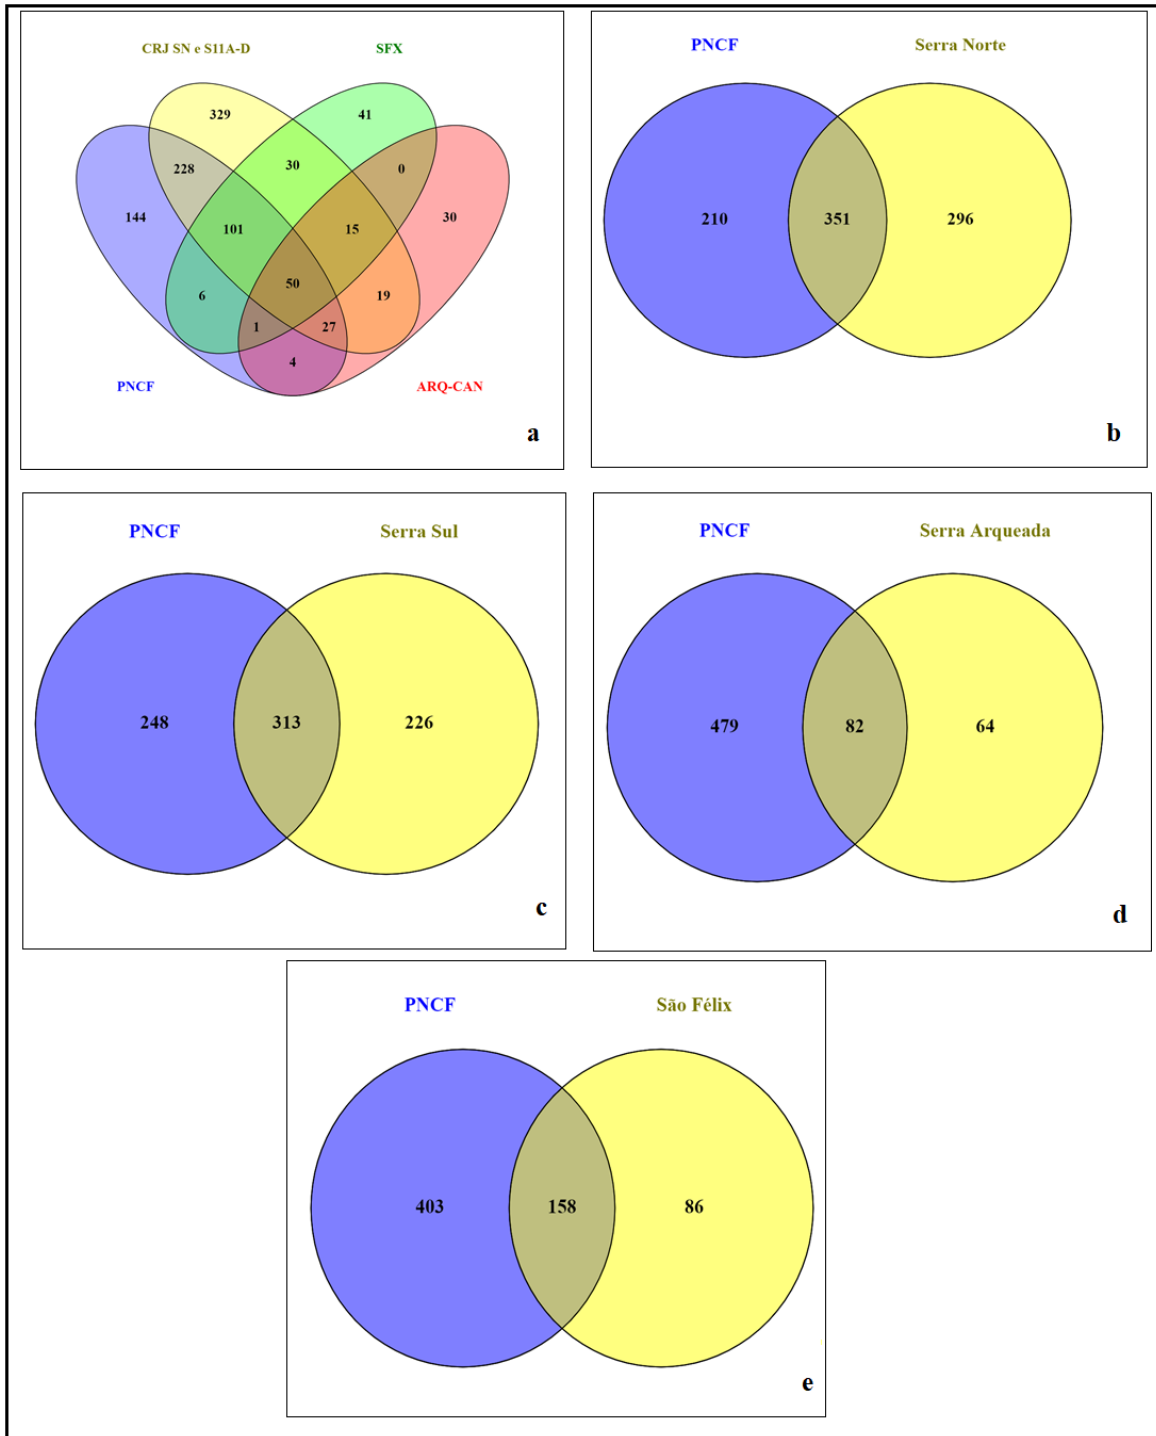 CRJ SN e S11A-D SFX
329 41
228 30 0
144 101 15 30
50
6 19
1 27
4
PNCF ARQ-CAN
a
PNCF Serra Norte
210 351 296
b
PNCF Serra Sul
248 313 226
c
PNCF Serra Arqueada
479 82 64
d
PNCF São Félix
403 158 86
e